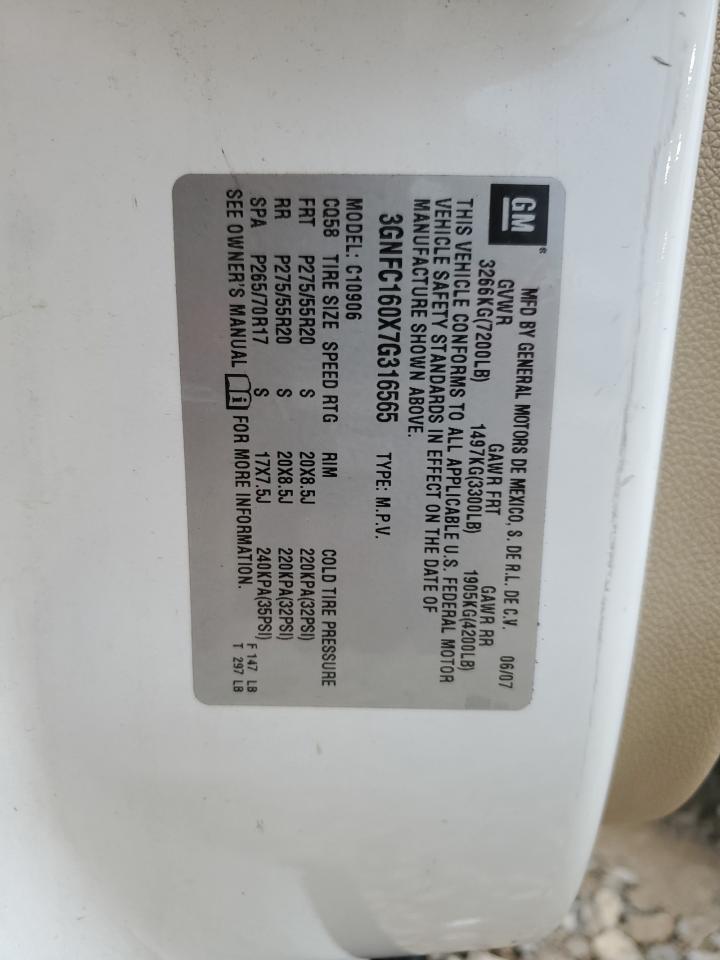 GM®
MFD BY GENERAL MOTORS DE MEXICO, S. DE R.L. DE C.V. 06/07
GVWR GAWR FRT GAWR RR
3266KG(7200LB) 1497KG(3300LB) 1905KG(4200LB)
THIS VEHICLE CONFORMS TO ALL APPLICABLE U.S. FEDERAL MOTOR
VEHICLE SAFETY STANDARDS IN EFFECT ON THE DATE OF
MANUFACTURE SHOWN ABOVE.
3GNFC160X7G316565 TYPE: M.P.V.
MODEL: C10906
CQ58 TIRE SIZE SPEED RTG RIM COLD TIRE PRESSURE
FRT P275/55R20 S 20X8.5J 220KPA(32PSI)
RR P275/55R20 S 20X8.5J 220KPA(32PSI)
SPA P265/70R17 S 17X7.5J 240KPA(35PSI) F 147 LB
SEE OWNER'S MANUAL i FOR MORE INFORMATION. T 297 LB